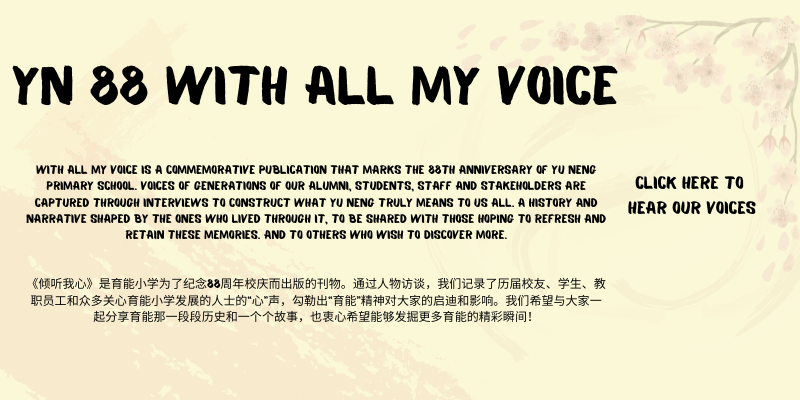 YN 88 WITH ALL MY VOICE
WITH ALL MY VOICE IS A COMMEMORATIVE PUBLICATION THAT MARKS THE 88TH ANNIVERSARY OF YU NENG
PRIMARY SCHOOL. VOICES OF GENERATIONS OF OUR ALUMNI, STUDENTS, STAFF AND STAKEHOLDERS ARE
CAPTURED THROUGH INTERVIEWS TO CONSTRUCT WHAT YU NENG TRULY MEANS TO US ALL. A HISTORY AND
NARRATIVE SHAPED BY THE ONES WHO LIVED THROUGH IT, TO BE SHARED WITH THOSE HOPING TO REFRESH AND
RETAIN THESE MEMORIES. AND TO OTHERS WHO WISH TO DISCOVER MORE.
CLICK HERE TO
HEAR OUR VOICES
《倾听我心》是育能小学为了纪念88周年校庆而出版的刊物。通过人物访谈，我们记录了历届校友、学生、教
职员工和众多关心育能小学发展的人士的“心”声，勾勒出“育能”精神对大家的启迪和影响。我们希望与大家一
起分享育能那一段段历史和一个个故事，也衷心希望能够发掘更多育能的精彩瞬间！